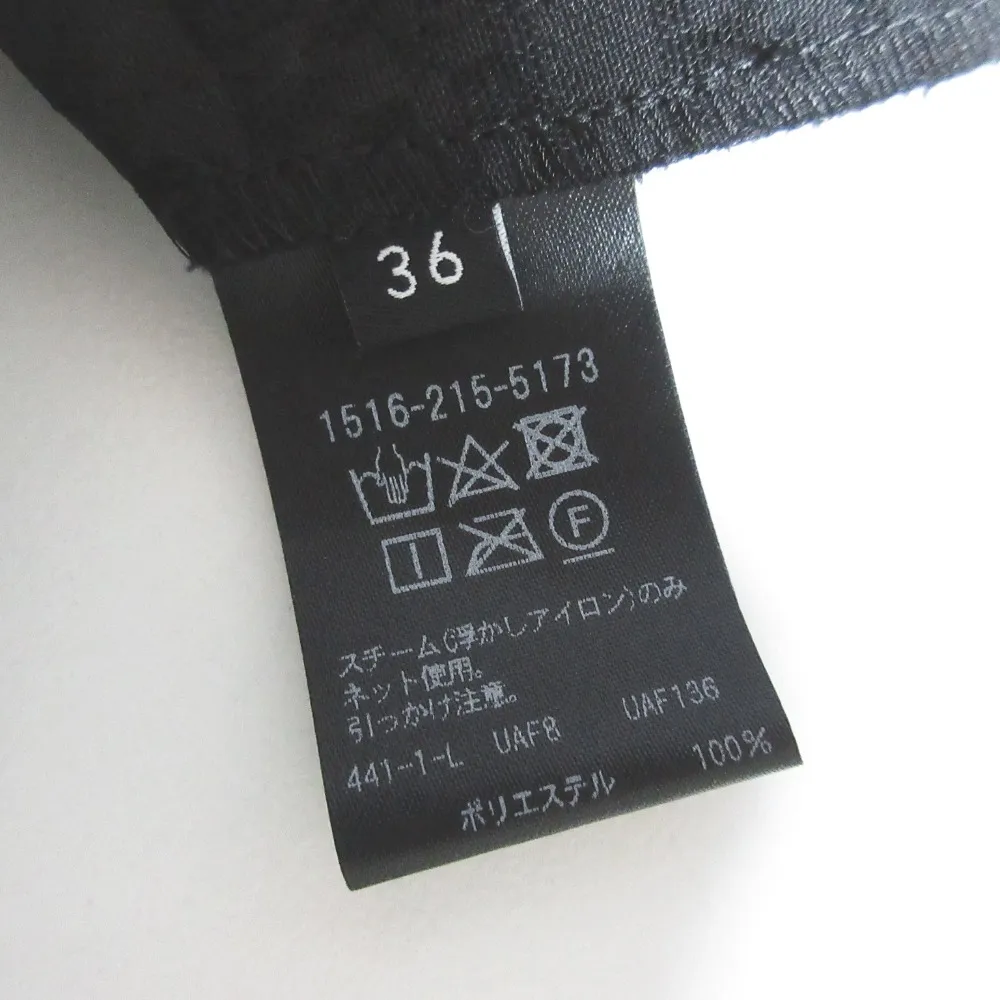 36
1516-215-5173
F
スチーム(浮かしアイロン)のみ
ネット使用。
引っかけ注意。
441-1-L UAF8 UAF136
ポリエステル 100%